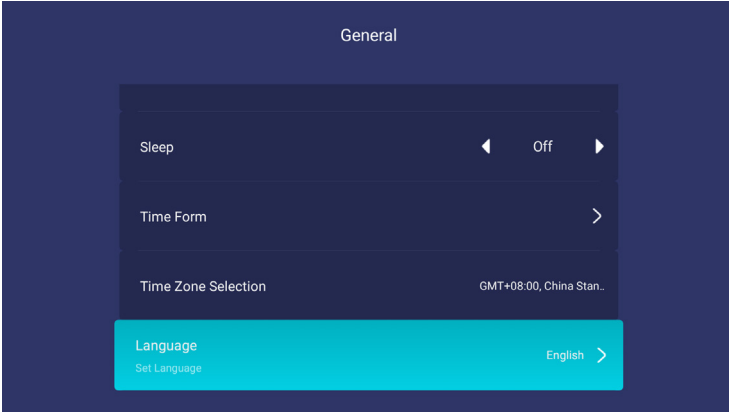 General
Sleep Off
Time Form
Time Zone Selection GMT+08:00, China Stan..
Language
English
Set Language